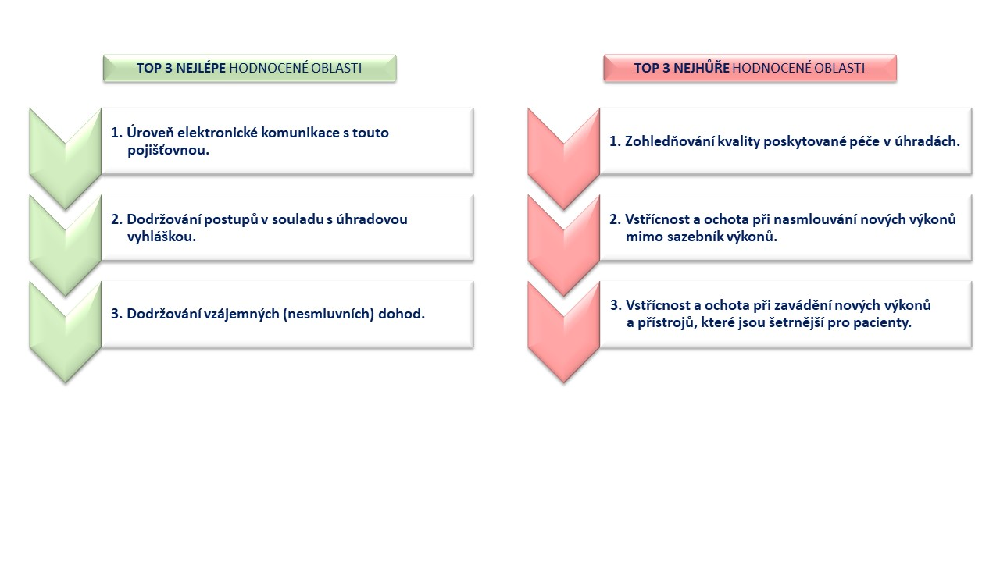 TOP 3 NEJLÉPE HODNOCENÉ OBLASTI
1. Úroveň elektronické komunikace s touto
pojišťovnou.
2. Dodržování postupů v souladu s úhradovou
vyhláškou.
3. Dodržování vzájemných (nesmluvních) dohod.
TOP 3 NEJHŮŘE HODNOCENÉ OBLASTI
1. Zohledňování kvality poskytované péče v úhradách.
2. Vstřícnost a ochota při nasmlouvání nových výkonů
mimo sazebník výkonů.
3. Vstřícnost a ochota při zavádění nových výkonů
a přístrojů, které jsou šetrnější pro pacienty.